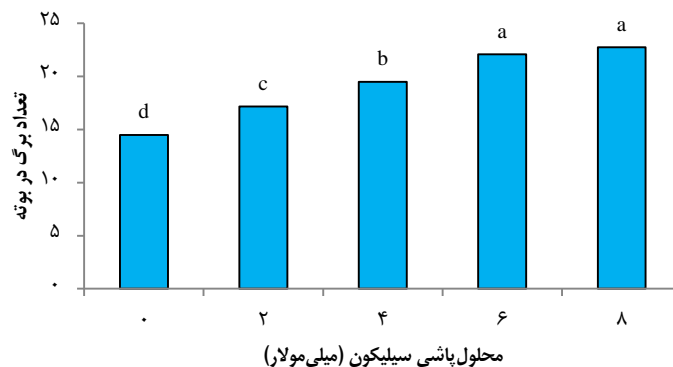 ۲۵
۲۰
۱۵
۱۰
۵
۰
تعداد برگ در بوته
d
c
b
a
a
۰
۲
۴
۶
۸
محلول‌پاشی سیلیکون (میلی‌مولار)